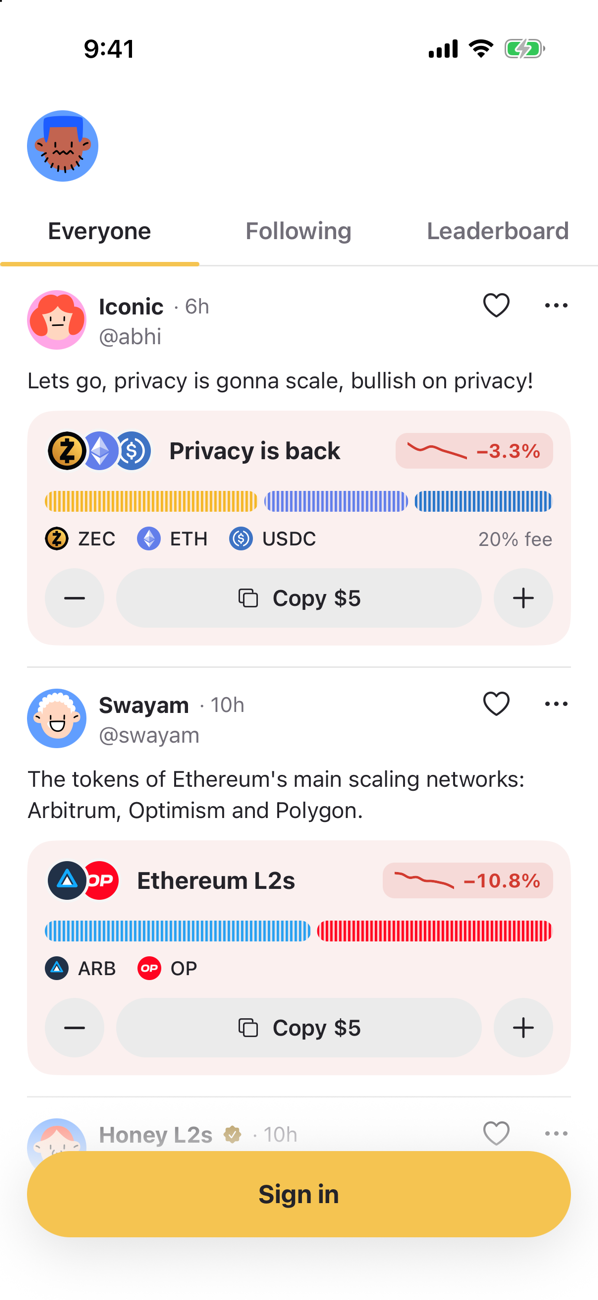 9:41
Everyone Following Leaderboard
Iconic · 6h
@abhi
Lets go, privacy is gonna scale, bullish on privacy!
Privacy is back −3.3%
ZEC ETH USDC 20% fee
− Copy $5 +
Swayam · 10h
@swayam
The tokens of Ethereum's main scaling networks:
Arbitrum, Optimism and Polygon.
OP Ethereum L2s −10.8%
ARB OP OP
− Copy $5 +
Honey L2s · 10h
Sign in